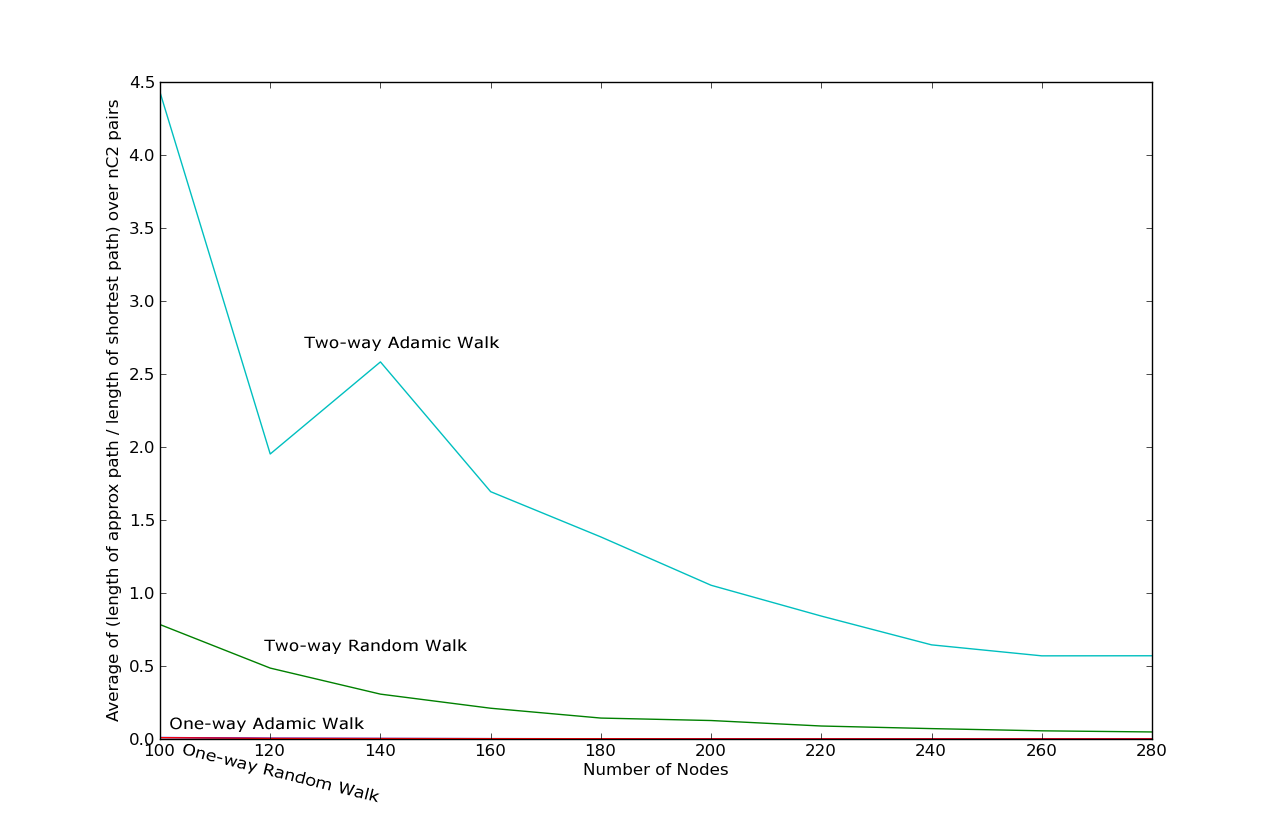 4.5
4.0
3.5
3.0
2.5
2.0
1.5
1.0
0.5
0.0
Average of (length of approx path / length of shortest path) over nC2 pairs
Two-way Adamic Walk
Two-way Random Walk
One-way Adamic Walk
One-way Random Walk
100 120 140 160 180 200 220 240 260 280
Number of Nodes